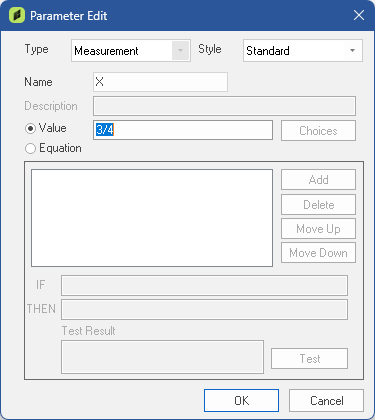 Parameter Edit
Type Measurement Style Standard
Name X
Description
Value 3/4 Choices
Equation
Add
Delete
Move Up
Move Down
IF
THEN
Test Result
Test
OK Cancel